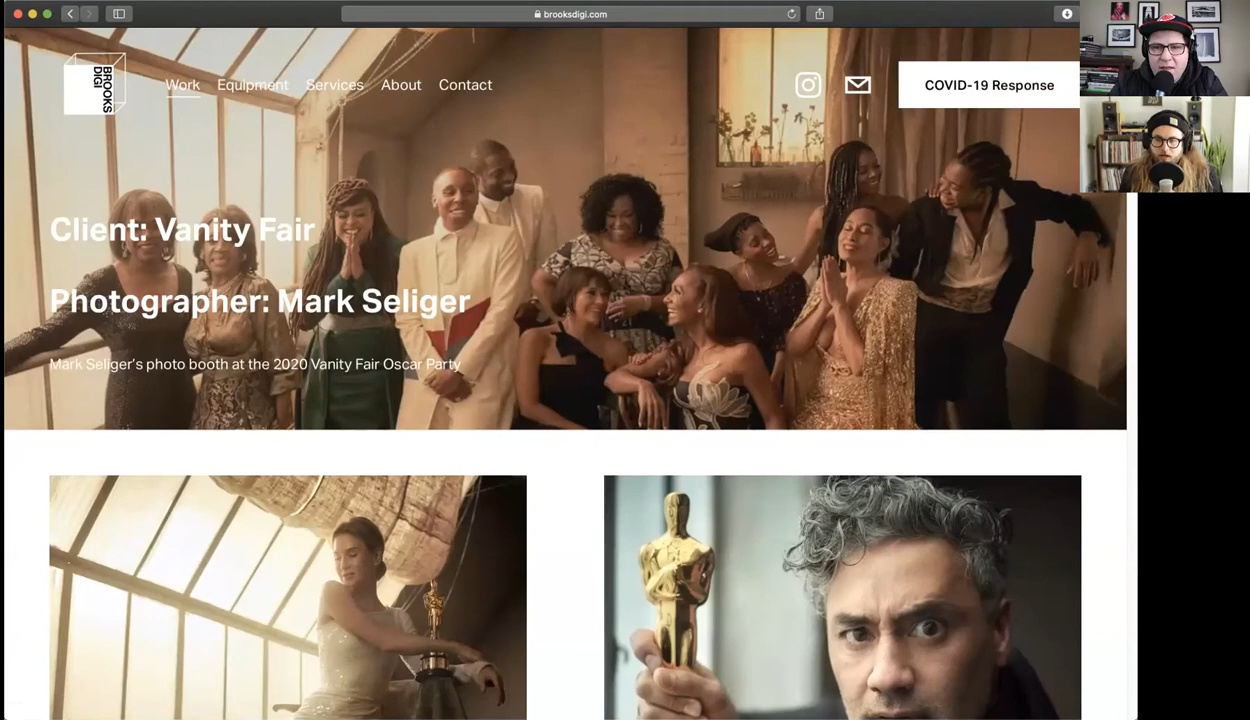 brooksdigi.com
BROOKS
DIGI
Work Equipment Services About Contact
COVID-19 Response
Client: Vanity Fair
Photographer: Mark Seliger
Mark Seliger's photo booth at the 2020 Vanity Fair Oscar Party